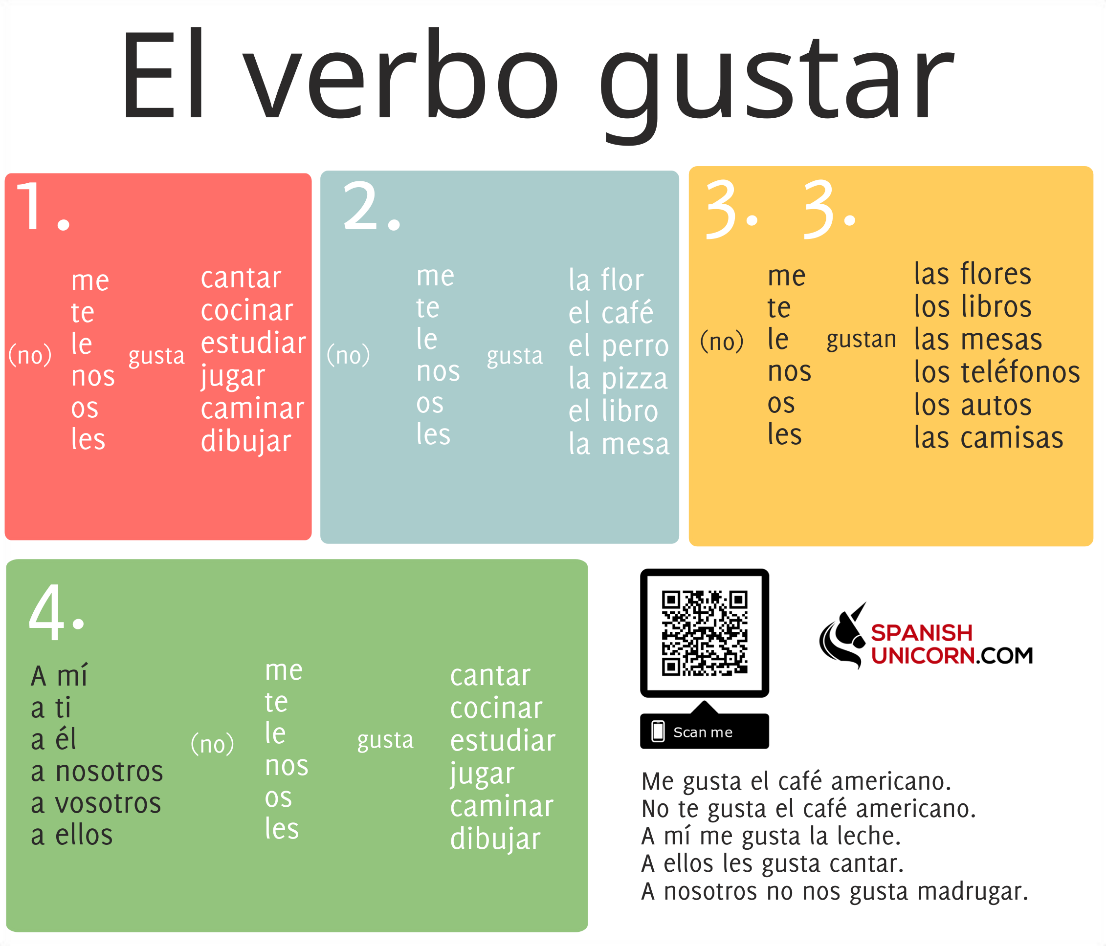 El verbo gustar
1.
(no)
me
te
le
nos
os
les
gusta
cantar
cocinar
estudiar
jugar
caminar
dibujar
2.
(no)
me
te
le
nos
os
les
gusta
la flor
el café
el perro
la pizza
el libro
la mesa
3. 3.
(no)
me
te
le
nos
os
les
gustan
las flores
los libros
las mesas
los teléfonos
los autos
las camisas
4.
A mí
a ti
a él
a nosotros
a vosotros
a ellos
(no)
me
te
le
nos
os
les
gusta
cantar
cocinar
estudiar
jugar
caminar
dibujar
Scan me
SPANISH
UNICORN.COM
Me gusta el café americano.
No te gusta el café americano.
A mí me gusta la leche.
A ellos les gusta cantar.
A nosotros no nos gusta madrugar.